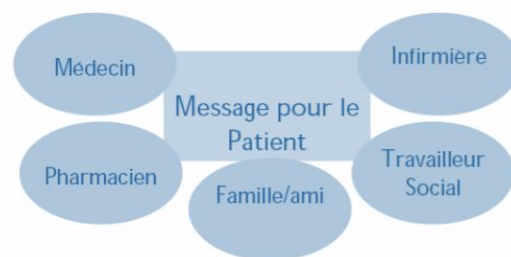 Médecin
Infirmière
Message pour le
Patient
Pharmacien
Famille/ami
Travailleur
Social